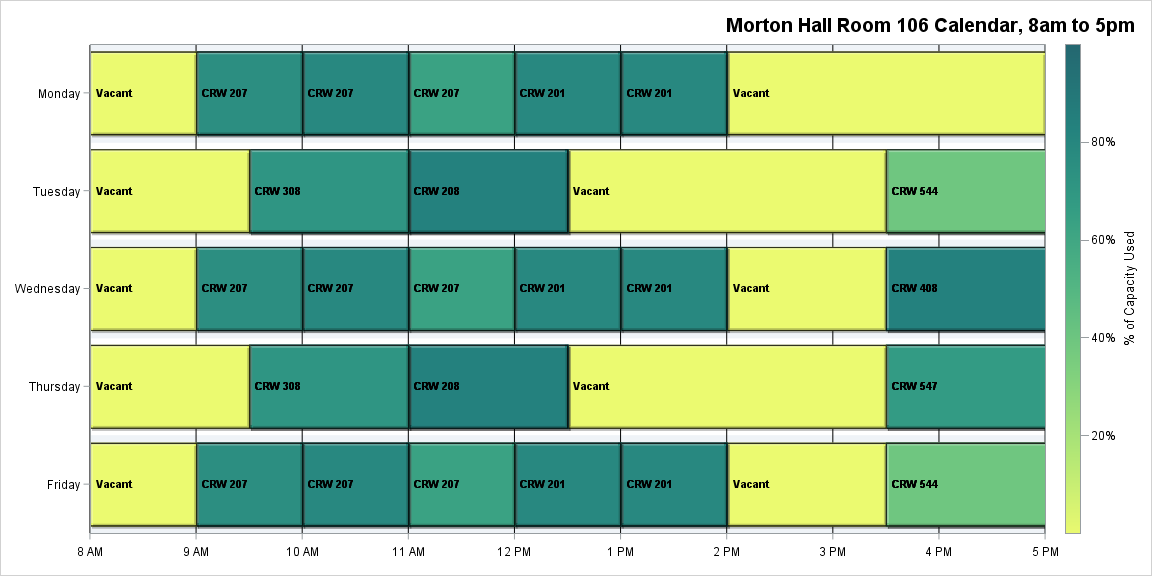 Morton Hall Room 106 Calendar, 8am to 5pm
Monday
Vacant
CRW 207
CRW 207
CRW 207
CRW 201
CRW 201
Vacant
Tuesday
Vacant
CRW 308
CRW 208
Vacant
CRW 544
Wednesday
Vacant
CRW 207
CRW 207
CRW 207
CRW 201
CRW 201
Vacant
CRW 408
Thursday
Vacant
CRW 308
CRW 208
Vacant
CRW 547
Friday
Vacant
CRW 207
CRW 207
CRW 207
CRW 201
CRW 201
Vacant
CRW 544
8 AM
9 AM
10 AM
11 AM
12 PM
1 PM
2 PM
3 PM
4 PM
5 PM
80%
60%
40%
20%
% of Capacity Used